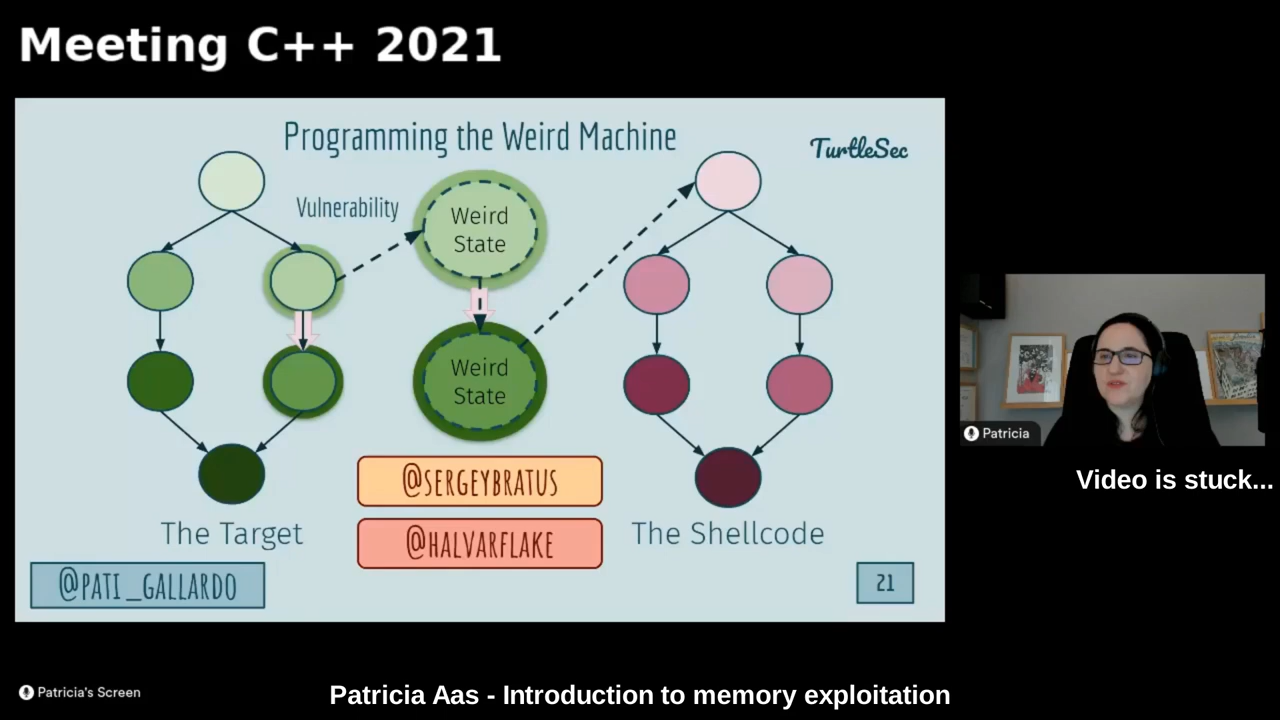 Meeting C++ 2021
Programming the Weird Machine
TurtleSec
Vulnerability
Weird
State
Weird
State
@SERGEYBRATUS
@HALVARFLAKE
The Target
The Shellcode
@PATI_GALLARDO
21
Patricia
Video is stuck...
Patricia's Screen
Patricia Aas - Introduction to memory exploitation